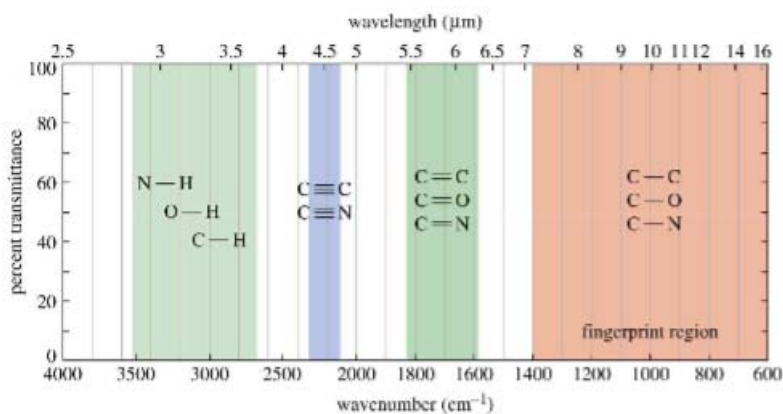 wavelength (μm)
2.5 3 3.5 4 4.5 5 5.5 6 6.5 7 8 9 10 11 12 14 16
percent transmittance
100
80
60
40
20
0
N — H
O — H
C — H
C≡C
C≡N
C=C
C=O
C=N
C — C
C — O
C — N
fingerprint region
4000 3500 3000 2500 2000 1800 1600 1400 1200 1000 800 600
wavenumber (cm⁻¹)